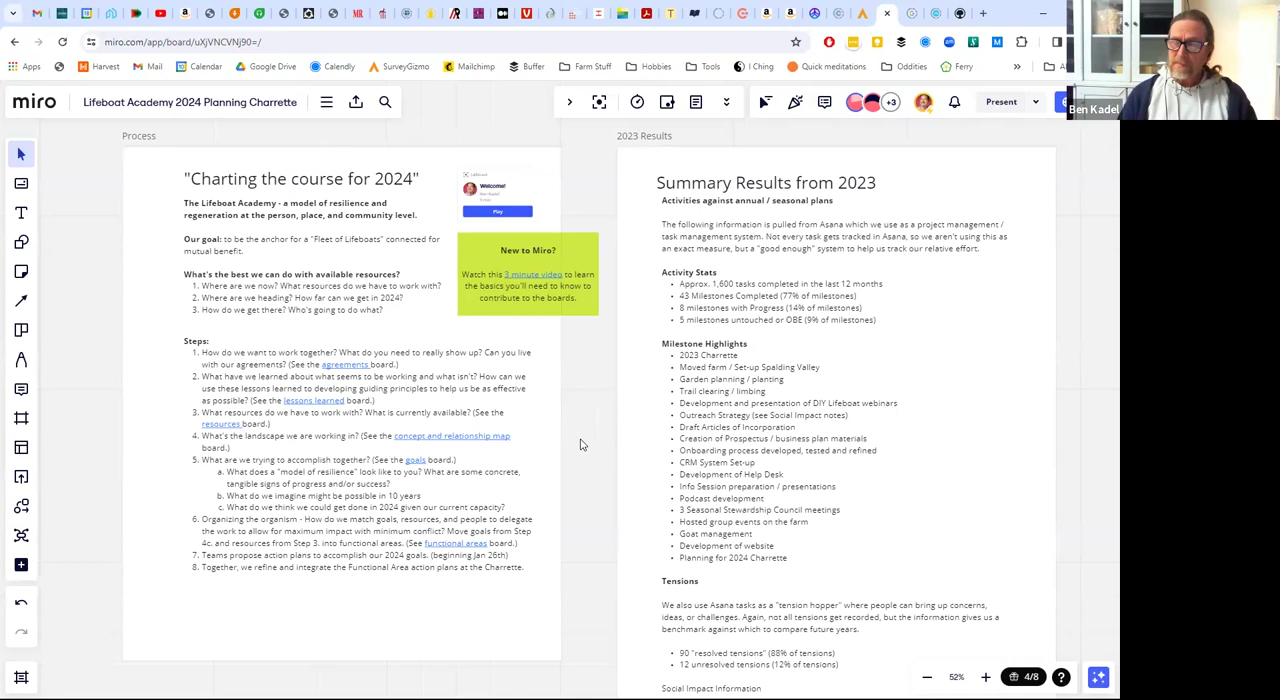 miro.com/app/board/uXjVNCVNj90=/
Apps
Harvest
Mail
Calendar
Google Drive
Calendly
SurveyGizmo
Mailchimp
Buffer
Farm Stuff
Hobbies
Tools
I Ching
Quick meditations
Oddities
Ferry
»
miro
Lifeboat Academy 2024 Planning Charrette
+3
Present
Ben Kadel
Process
"Charting the course for 2024"
The Lifeboat Academy - a model of resilience and
regeneration at the person, place, and community level.
Our goal: to be the anchor for a "Fleet of Lifeboats" connected for
mutual benefit.
What's the best we can do with available resources?
1. Where are we now? What resources do we have to work with?
2. Where are we heading? How far can we get in 2024?
3. How do we get there? Who's going to do what?
Welcome!
Play
New to Miro?
Watch this 3 minute video to learn
the basics you'll need to know to
contribute to the boards.
Steps:
1. How do we want to work together? What do you need to really show up? Can you live
with our agreements? (See the agreements board.)
2. What have we learned about what seems to be working and what isn't? How can we
use these lessons learned to developing guiding principles to help us be as effective
as possible? (See the lessons learned board.)
3. What resources do we have to work with? What is currently available? (See the
resources board.)
4. What's the landscape we are working in? (See the concept and relationship map
board.)
5. What are we trying to accomplish together? (See the goals board.)
a. What does a "model of resilience" look like to you? What are some concrete,
tangible signs of progress and/or success?
b. What do we imagine might be possible in 10 years
c. What do we think we could get done in 2024 given our current capacity?
6. Organizing the organism - How do we match goals, resources, and people to delegate
the work to allow for maximum impact with minimum conflict? Move goals from Step
4c. and resources from Step 3. into functional areas. (See functional areas board.)
7. Teams propose action plans to accomplish our 2024 goals. (beginning Jan 26th)
8. Together, we refine and integrate the Functional Area action plans at the Charrette.
2023 Results
Summary Results from 2023
Activities against annual / seasonal plans
The following information is pulled from Asana which we use as a project management /
task management system. Not every task gets tracked in Asana, so we aren't using this as
an exact measure, but a "good enough" system to help us track our relative effort.
Activity Stats
• Approx. 1,600 tasks completed in the last 12 months
• 43 Milestones Completed (77% of milestones)
• 8 milestones with Progress (14% of milestones)
• 5 milestones untouched or OBE (9% of milestones)
Milestone Highlights
• 2023 Charrette
• Moved farm / Set-up Spalding Valley
• Garden planning / planting
• Trail clearing / limbing
• Development and presentation of DIY Lifeboat webinars
• Outreach Strategy (see Social Impact notes)
• Draft Articles of Incorporation
• Creation of Prospectus / business plan materials
• Onboarding process developed, tested and refined
• CRM System Set-up
• Development of Help Desk
• Info Session preparation / presentations
• Podcast development
• 3 Seasonal Stewardship Council meetings
• Hosted group events on the farm
• Goat management
• Development of website
• Planning for 2024 Charrette
Tensions
We also use Asana tasks as a "tension hopper" where people can bring up concerns,
ideas, or challenges. Again, not all tensions get recorded, but the information gives us a
benchmark against which to compare future years.
• 90 "resolved tensions" (88% of tensions)
• 12 unresolved tensions (12% of tensions)
Social Impact Information
52%
4/8